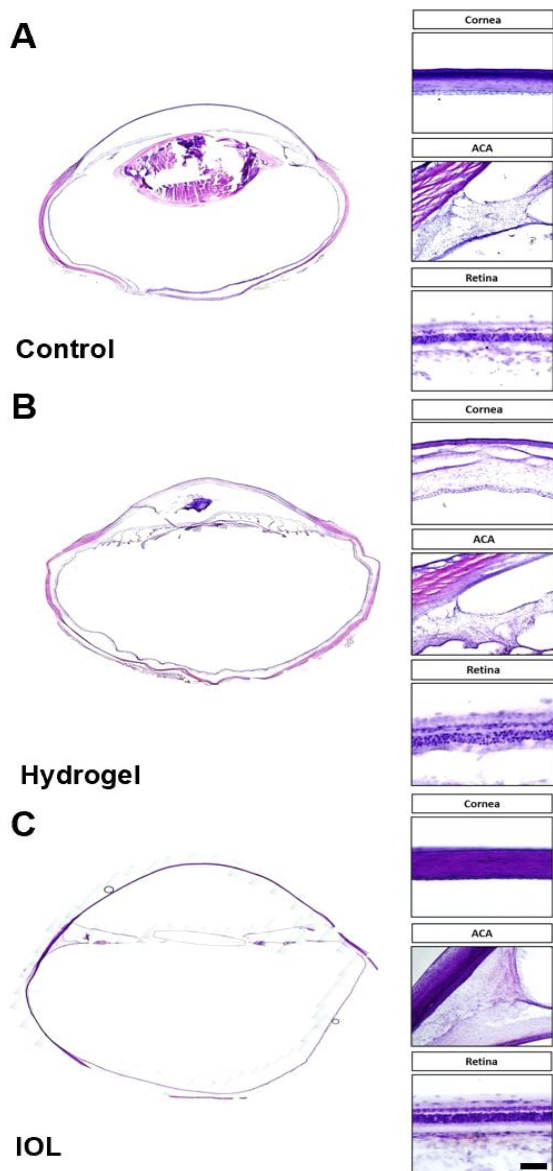 A
Cornea
ACA
Retina
Control
B
Cornea
ACA
Retina
Hydrogel
C
Cornea
ACA
Retina
IOL